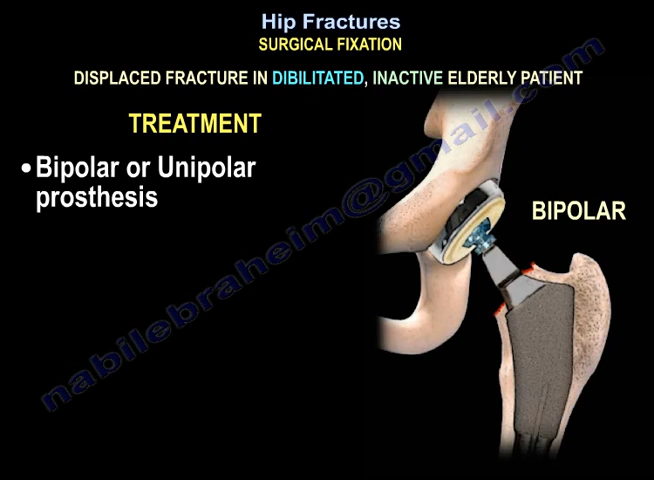 Hip Fractures
SURGICAL FIXATION
DISPLACED FRACTURE IN DIBILITATED, INACTIVE ELDERLY PATIENT
TREATMENT
• Bipolar or Unipolar
prosthesis
BIPOLAR
nabilebraheim@gmail.com